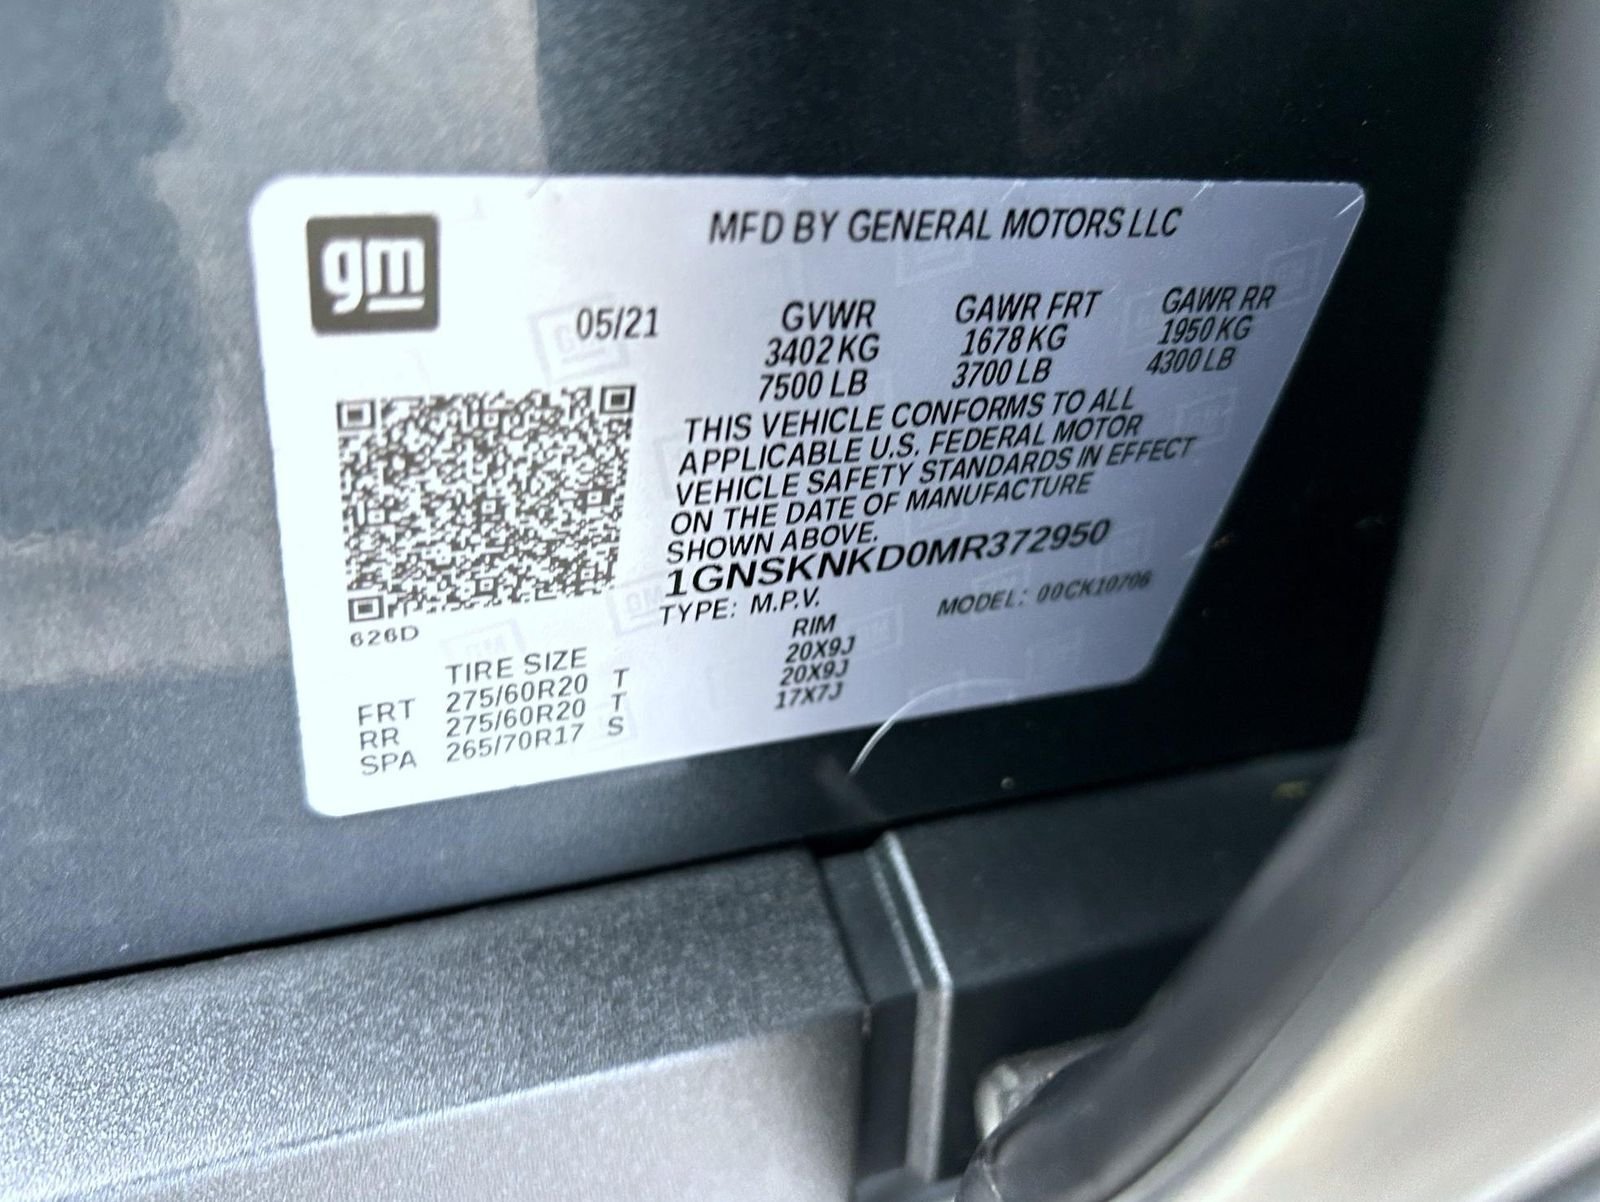 gm
MFD BY GENERAL MOTORS LLC
05/21 GVWR GAWR FRT GAWR RR
3402 KG 1678 KG 1950 KG
7500 LB 3700 LB 4300 LB
THIS VEHICLE CONFORMS TO ALL
APPLICABLE U.S. FEDERAL MOTOR
VEHICLE SAFETY STANDARDS IN EFFECT
ON THE DATE OF MANUFACTURE
SHOWN ABOVE.
1GNSKNKD0MR372950
TYPE: M.P.V. MODEL: 00CK10706
626D
TIRE SIZE RIM
FRT 275/60R20 T 20X9J
RR 275/60R20 T 20X9J
SPA 265/70R17 S 17X7J